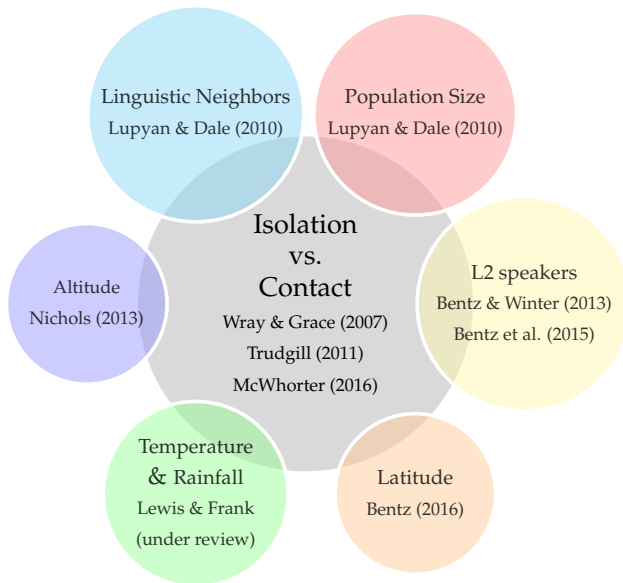 Linguistic Neighbors
Lupyan & Dale (2010)
Population Size
Lupyan & Dale (2010)
Isolation
vs.
Contact
Wray & Grace (2007)
Trudgill (2011)
McWhorter (2016)
Altitude
Nichols (2013)
L2 speakers
Bentz & Winter (2013)
Bentz et al. (2015)
Temperature
& Rainfall
Lewis & Frank
(under review)
Latitude
Bentz (2016)